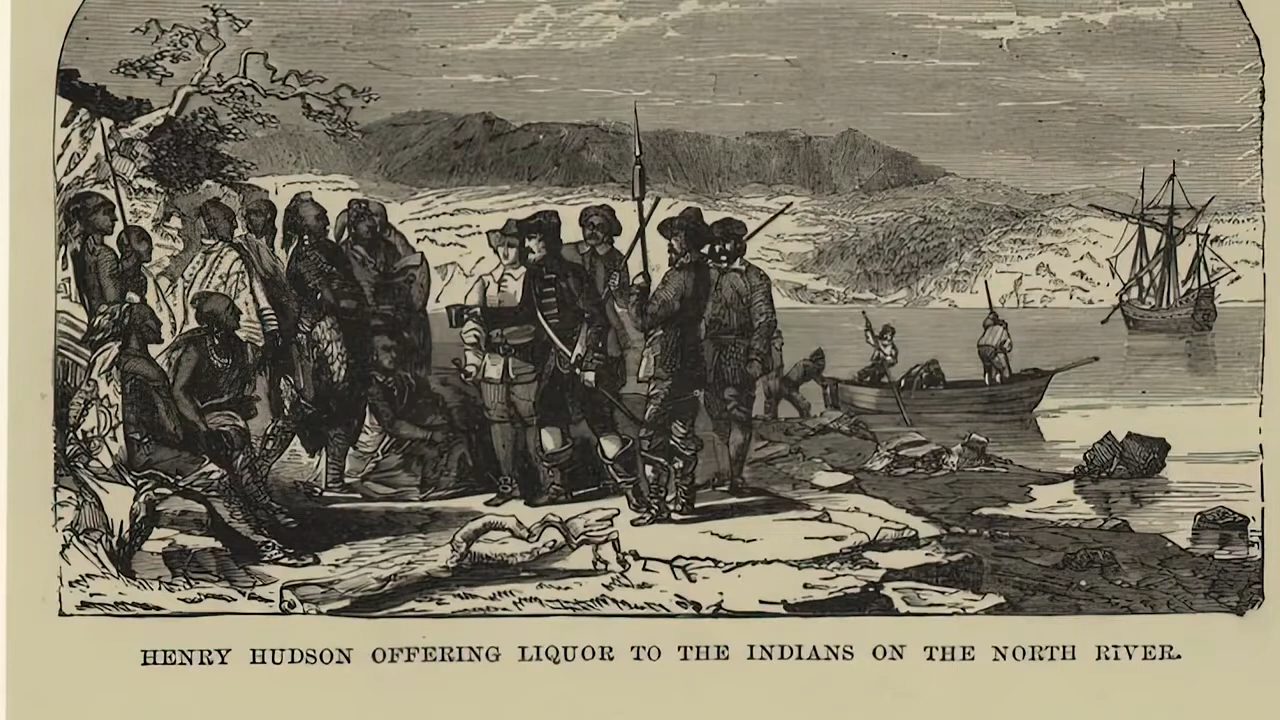 HENRY HUDSON OFFERING LIQUOR TO THE INDIANS ON THE NORTH RIVER.